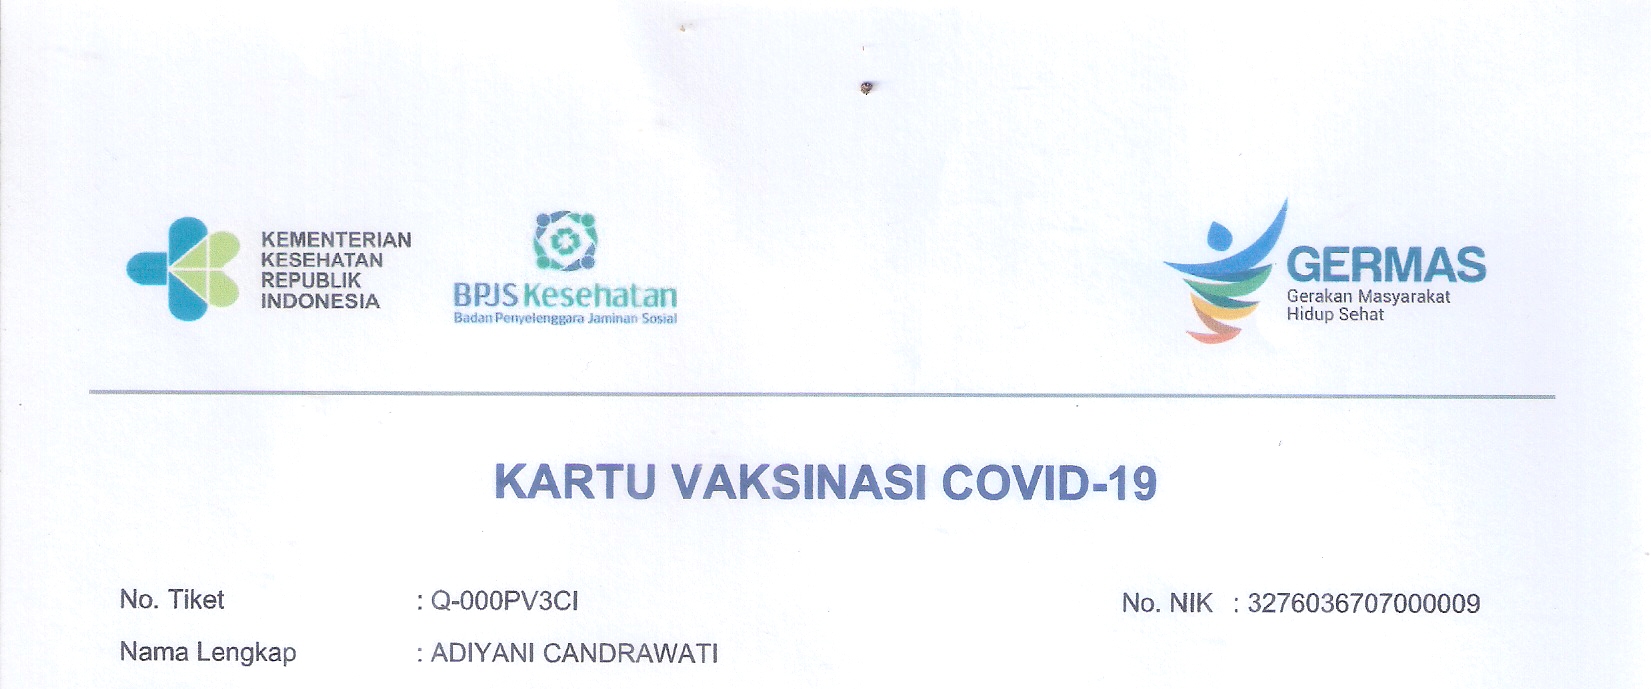 KEMENTERIAN
KESEHATAN
REPUBLIK
INDONESIA
BPJS Kesehatan
Badan Penyelenggara Jaminan Sosial
GERMAS
Gerakan Masyarakat
Hidup Sehat
KARTU VAKSINASI COVID-19
No. Tiket : Q-000PV3CI
No. NIK : 3276036707000009
Nama Lengkap : ADIYANI CANDRAWATI